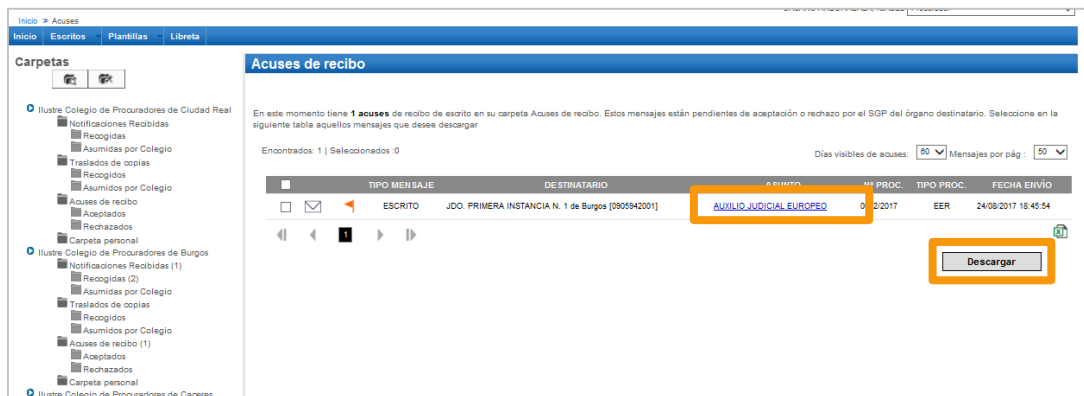 Inicio > Acuses
Inicio Escritos Plantillas Libreta
Carpetas
Ilustre Colegio de Procuradores de Ciudad Real
Notificaciones Recibidas
Recogidas
Asumidas por Colegio
Traslados de copias
Recogidos
Asumidos por Colegio
Acuses de recibo
Aceptados
Rechazados
Carpeta personal
Ilustre Colegio de Procuradores de Burgos
Notificaciones Recibidas (1)
Recogidas (2)
Asumidas por Colegio
Traslados de copias
Recogidos
Asumidos por Colegio
Acuses de recibo (1)
Aceptados
Rechazados
Carpeta personal
Ilustre Colegio de Procuradores de Caceres
Acuses de recibo
En este momento tiene 1 acuses de recibo de escrito en su carpeta Acuses de recibo. Estos mensajes están pendientes de aceptación o rechazo por el SGP del órgano destinatario. Seleccione en la
siguiente tabla aquellos mensajes que desee descargar
Encontrados: 1 | Seleccionados :0
Días visibles de acuses: 60 Mensajes por pág : 50
TIPO MENSAJE DESTINATARIO ASUNTO PROC. TIPO PROC. FECHA ENVÍO
ESCRITO JDO. PRIMERA INSTANCIA N. 1 de Burgos [0905942001] AUXILIO JUDICIAL EUROPEO 2/2017 EER 24/08/2017 18:45:54
1
Descargar